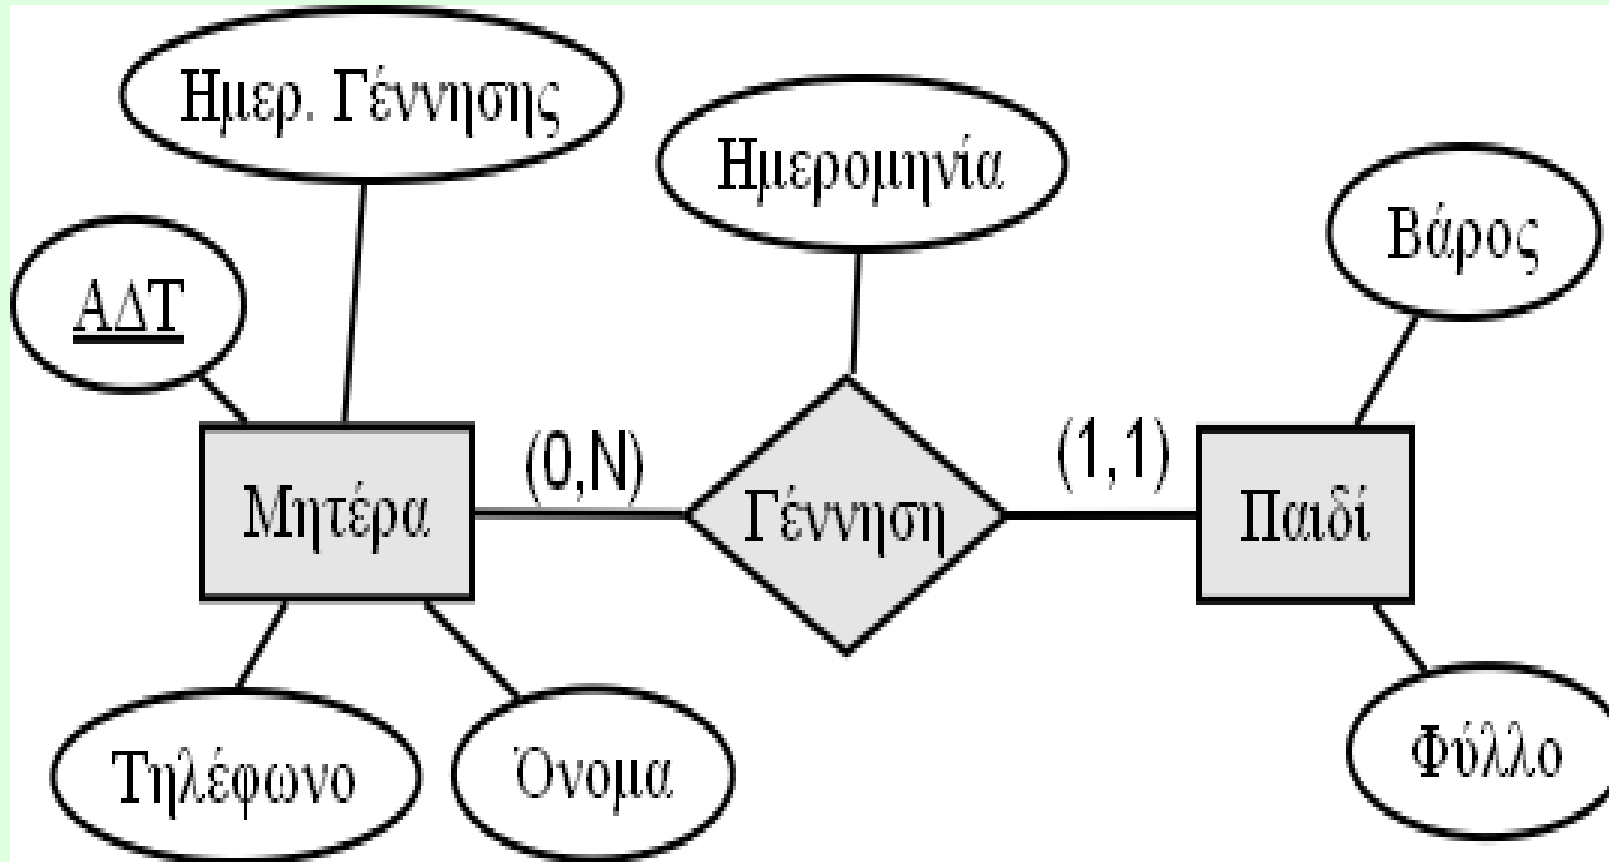 Ημερ. Γέννησης
Ημερομηνία
Βάρος
ΑΔΤ
(0,N)
(1,1)
Μητέρα
Γέννηση
Παιδί
Τηλέφωνο
Όνομα
Φύλλο